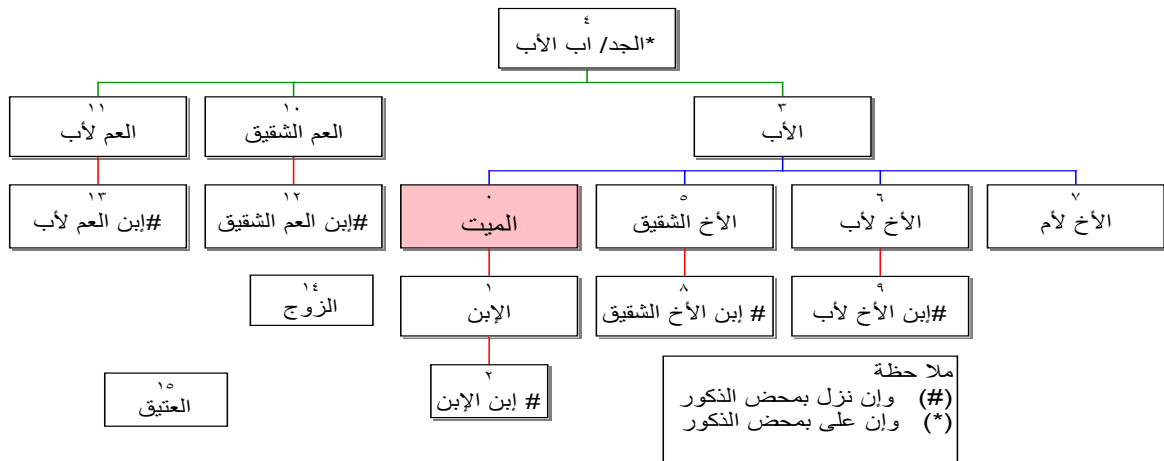 ٤
*الجد/ اب الأب
١١
العم لأب
١٠
العم الشقيق
٣
الأب
١٣
#إبن العم لأب
١٢
#إبن العم الشقيق
٠
الميت
٥
الأخ الشقيق
٦
الأخ لأب
٧
الأخ لأم
١٤
الزوج
١
الإبن
٨
# إبن الأخ الشقيق
٩
#إبن الأخ لأب
١٥
العتيق
٢
# إبن الإبن
ملا حظة
(#) وإن نزل بمحض الذكور
(*) وإن على بمحض الذكور